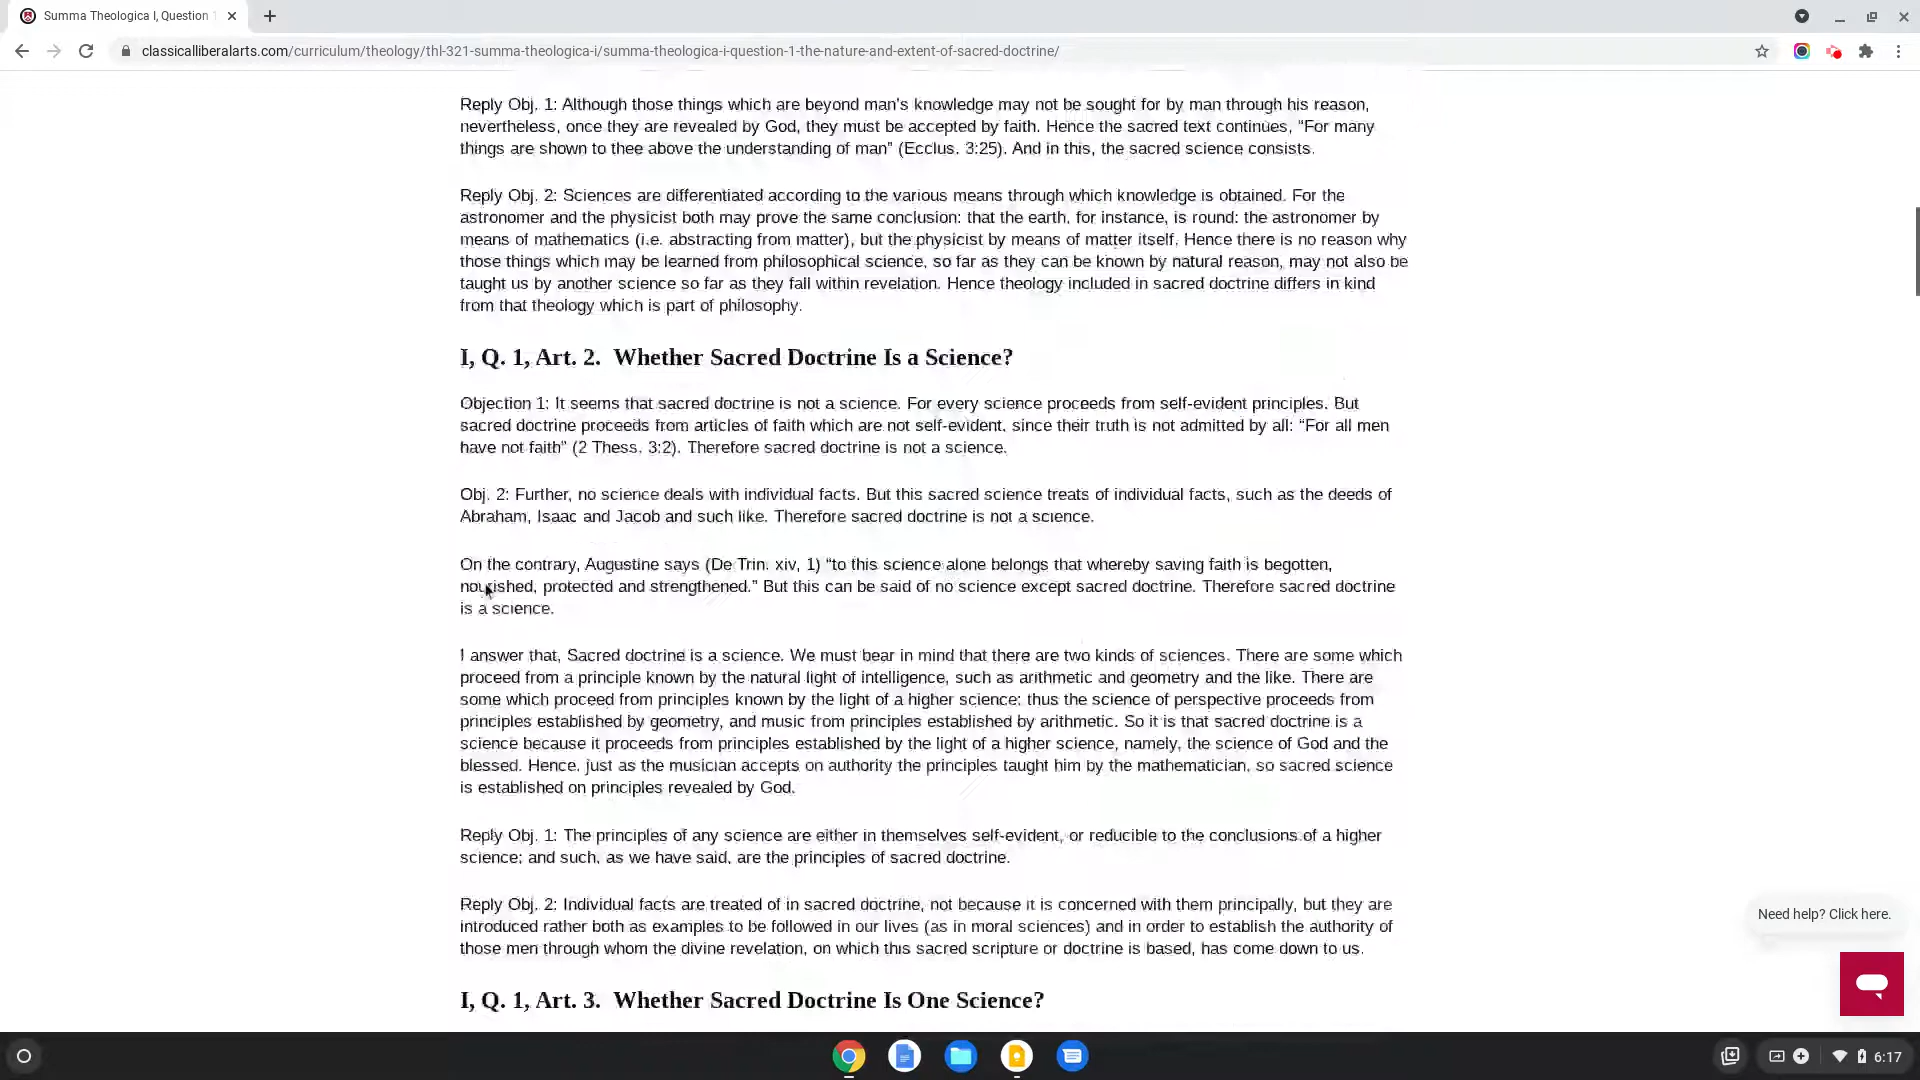 Summa Theologica I, Question 1
classicalliberalarts.com/curriculum/theology/thl-321-summa-theologica-i/summa-theologica-i-question-1-the-nature-and-extent-of-sacred-doctrine/
Reply Obj. 1: Although those things which are beyond man’s knowledge may not be sought for by man through his reason,
nevertheless, once they are revealed by God, they must be accepted by faith. Hence the sacred text continues, “For many
things are shown to thee above the understanding of man” (Ecclus. 3:25). And in this, the sacred science consists.
Reply Obj. 2: Sciences are differentiated according to the various means through which knowledge is obtained. For the
astronomer and the physicist both may prove the same conclusion: that the earth, for instance, is round: the astronomer by
means of mathematics (i.e. abstracting from matter), but the physicist by means of matter itself. Hence there is no reason why
those things which may be learned from philosophical science, so far as they can be known by natural reason, may not also be
taught us by another science so far as they fall within revelation. Hence theology included in sacred doctrine differs in kind
from that theology which is part of philosophy.
I, Q. 1, Art. 2. Whether Sacred Doctrine Is a Science?
Objection 1: It seems that sacred doctrine is not a science. For every science proceeds from self-evident principles. But
sacred doctrine proceeds from articles of faith which are not self-evident, since their truth is not admitted by all: “For all men
have not faith” (2 Thess. 3:2). Therefore sacred doctrine is not a science.
Obj. 2: Further, no science deals with individual facts. But this sacred science treats of individual facts, such as the deeds of
Abraham, Isaac and Jacob and such like. Therefore sacred doctrine is not a science.
On the contrary, Augustine says (De Trin. xiv, 1) “to this science alone belongs that whereby saving faith is begotten,
nourished, protected and strengthened.” But this can be said of no science except sacred doctrine. Therefore sacred doctrine
is a science.
I answer that, Sacred doctrine is a science. We must bear in mind that there are two kinds of sciences. There are some which
proceed from a principle known by the natural light of intelligence, such as arithmetic and geometry and the like. There are
some which proceed from principles known by the light of a higher science: thus the science of perspective proceeds from
principles established by geometry, and music from principles established by arithmetic. So it is that sacred doctrine is a
science because it proceeds from principles established by the light of a higher science, namely, the science of God and the
blessed. Hence, just as the musician accepts on authority the principles taught him by the mathematician, so sacred science
is established on principles revealed by God.
Reply Obj. 1: The principles of any science are either in themselves self-evident, or reducible to the conclusions of a higher
science; and such, as we have said, are the principles of sacred doctrine.
Reply Obj. 2: Individual facts are treated of in sacred doctrine, not because it is concerned with them principally, but they are
introduced rather both as examples to be followed in our lives (as in moral sciences) and in order to establish the authority of
those men through whom the divine revelation, on which this sacred scripture or doctrine is based, has come down to us.
Need help? Click here.
I, Q. 1, Art. 3. Whether Sacred Doctrine Is One Science?
6:17